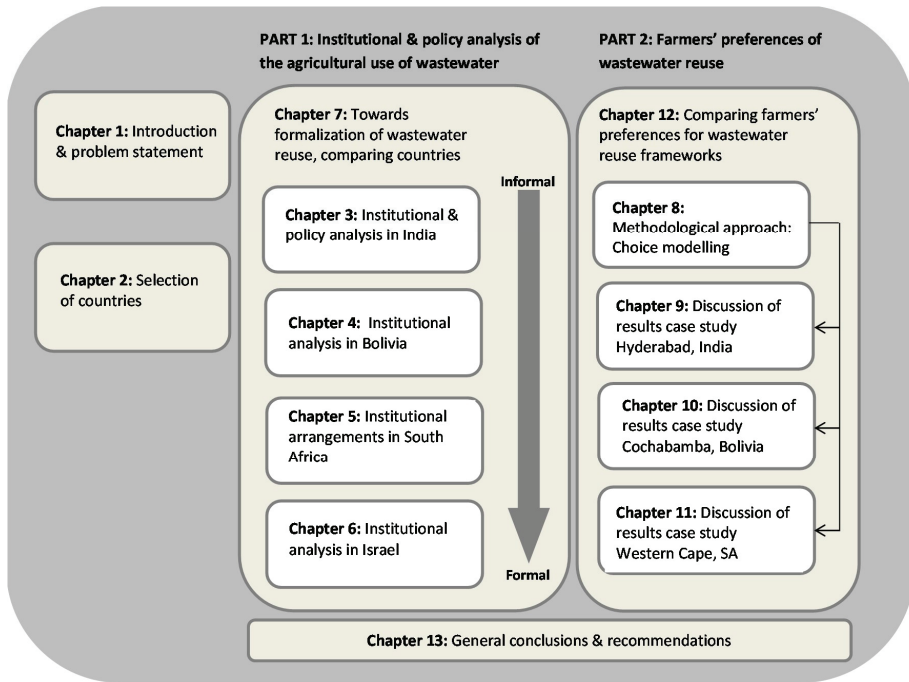 PART 1: Institutional & policy analysis of
the agricultural use of wastewater
PART 2: Farmers' preferences of
wastewater reuse
Chapter 1: Introduction
& problem statement
Chapter 2: Selection
of countries
Chapter 7: Towards
formalization of wastewater
reuse, comparing countries
Informal
Chapter 3: Institutional &
policy analysis in India
Chapter 4: Institutional
analysis in Bolivia
Chapter 5: Institutional
arrangements in South
Africa
Chapter 6: Institutional
analysis in Israel
Formal
Chapter 12: Comparing farmers'
preferences for wastewater
reuse frameworks
Chapter 8:
Methodological approach:
Choice modelling
Chapter 9: Discussion of
results case study
Hyderabad, India
Chapter 10: Discussion of
results case study
Cochabamba, Bolivia
Chapter 11: Discussion of
results case study
Western Cape, SA
Chapter 13: General conclusions & recommendations